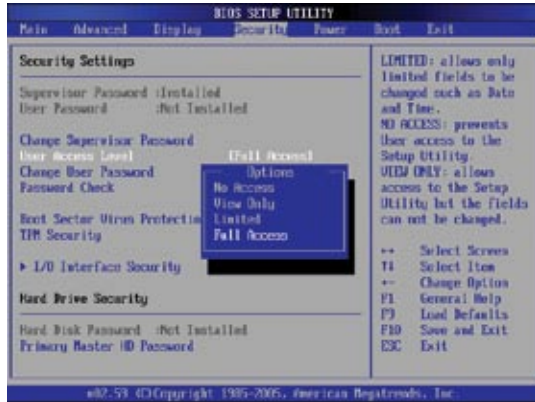 BIOS SETUP UTILITY
Main Advanced Display Security Power Boot Exit
Security Settings
Supervisor Password :Installed
User Password :Not Installed
Change Supervisor Password
User Access Level [Full Access]
Change User Password
Password Check
Boot Sector Virus Protectio
TPM Security
I/O Interface Security
Hard Drive Security
Hard Disk Password :Not Installed
Primary Master HD Password
Options
No Access
View Only
Limited
Full Access
LIMITED: allows only
limited fields to be
changed such as Date
and Time.
NO ACCESS: prevents
User access to the
Setup Utility.
VIEW ONLY: allows
access to the Setup
Utility but the fields
can not be changed.
↔ Select Screen
↑↓ Select Item
+- Change Option
F1 General Help
F9 Load Defaults
F10 Save and Exit
ESC Exit
v02.59 (C)Copyright 1985-2005, American Megatrends, Inc.